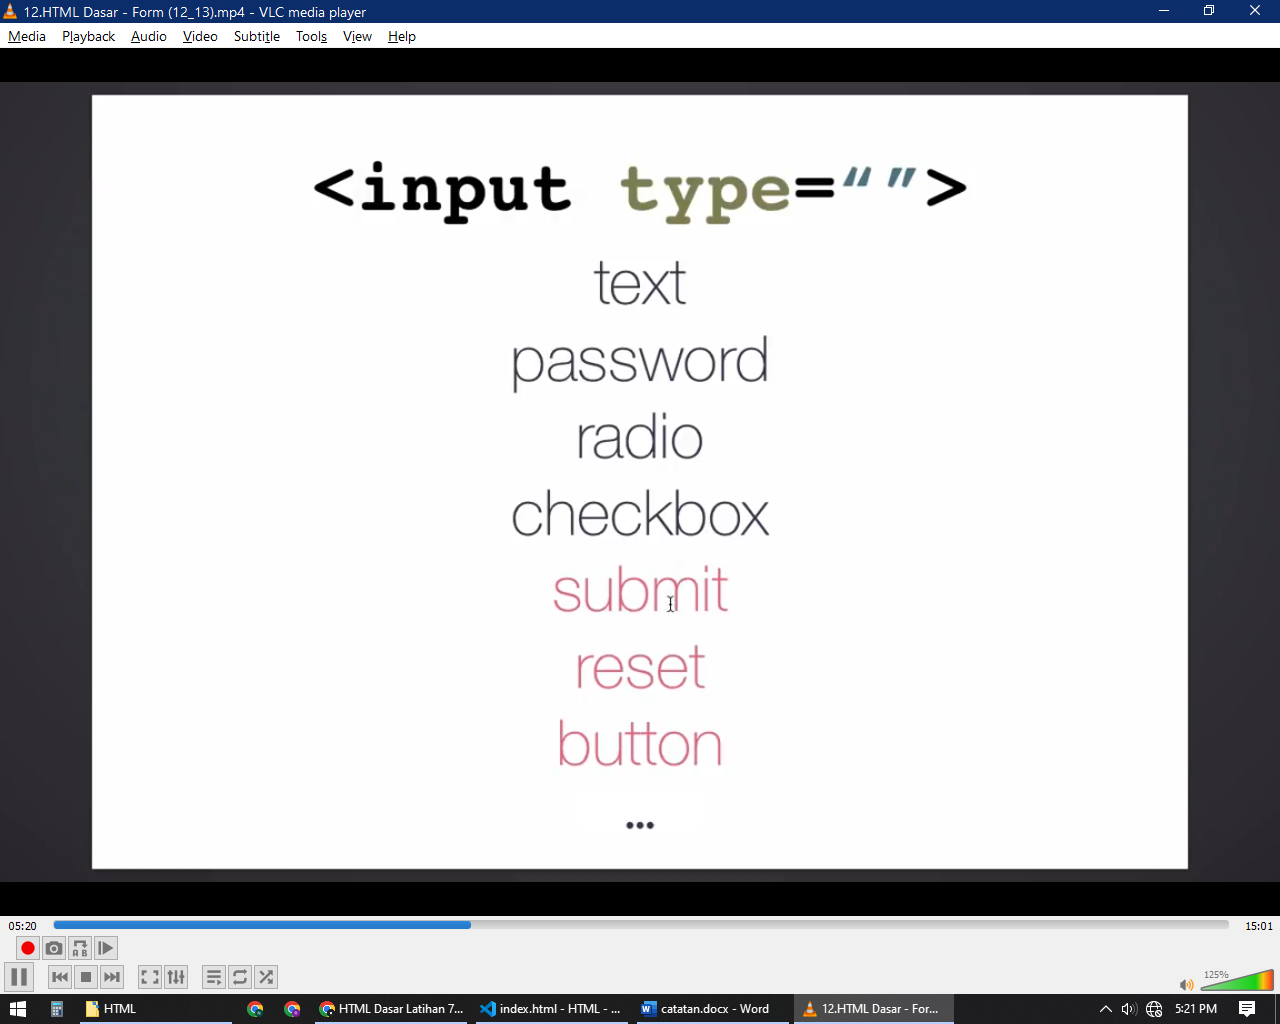 12.HTML Dasar - Form (12_13).mp4 - VLC media player
Media Playback Audio Video Subtitle Tools View Help
<input type=“”>
text
password
radio
checkbox
submit
reset
button
...
05:20 15:01
A B
125%
HTML HTML Dasar Latihan 7... index.html - HTML - ... catatan.docx - Word 12.HTML Dasar - For... 5:21 PM